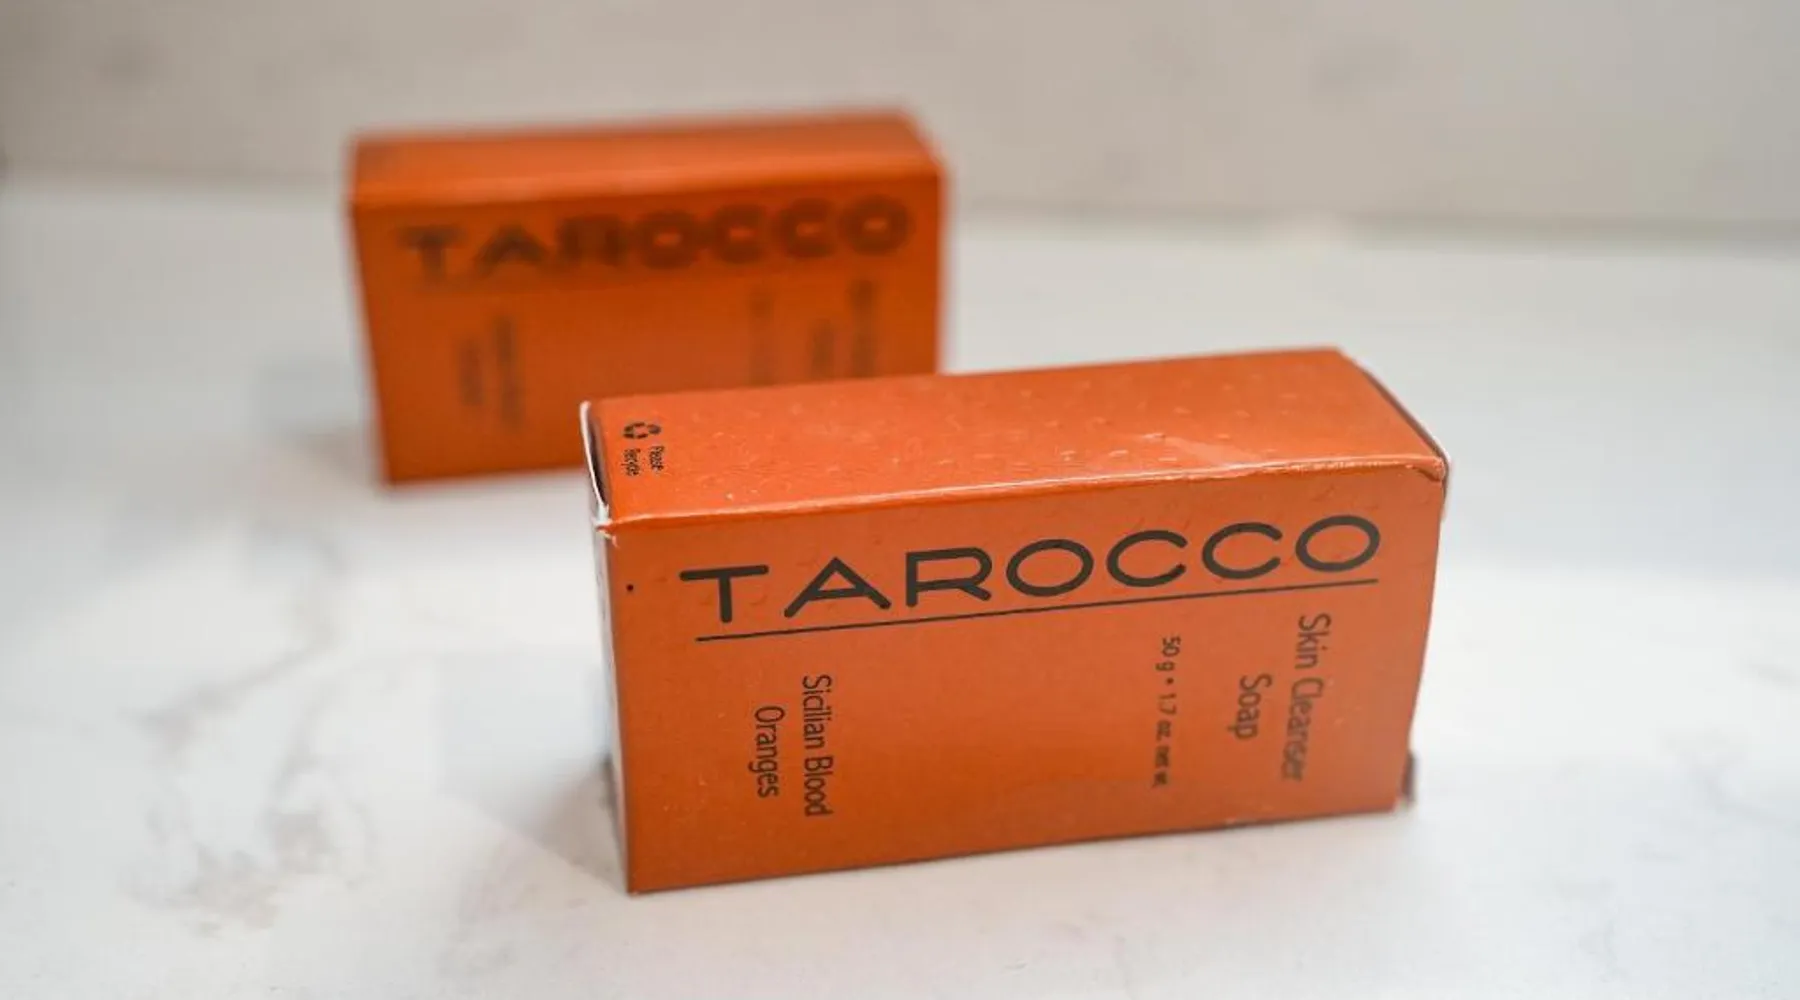 TAROCCO
Please
Recycle
TAROCCO
Skin Cleanser
Soap
50 g • 1.7 oz. net wt.
Sicilian Blood
Oranges